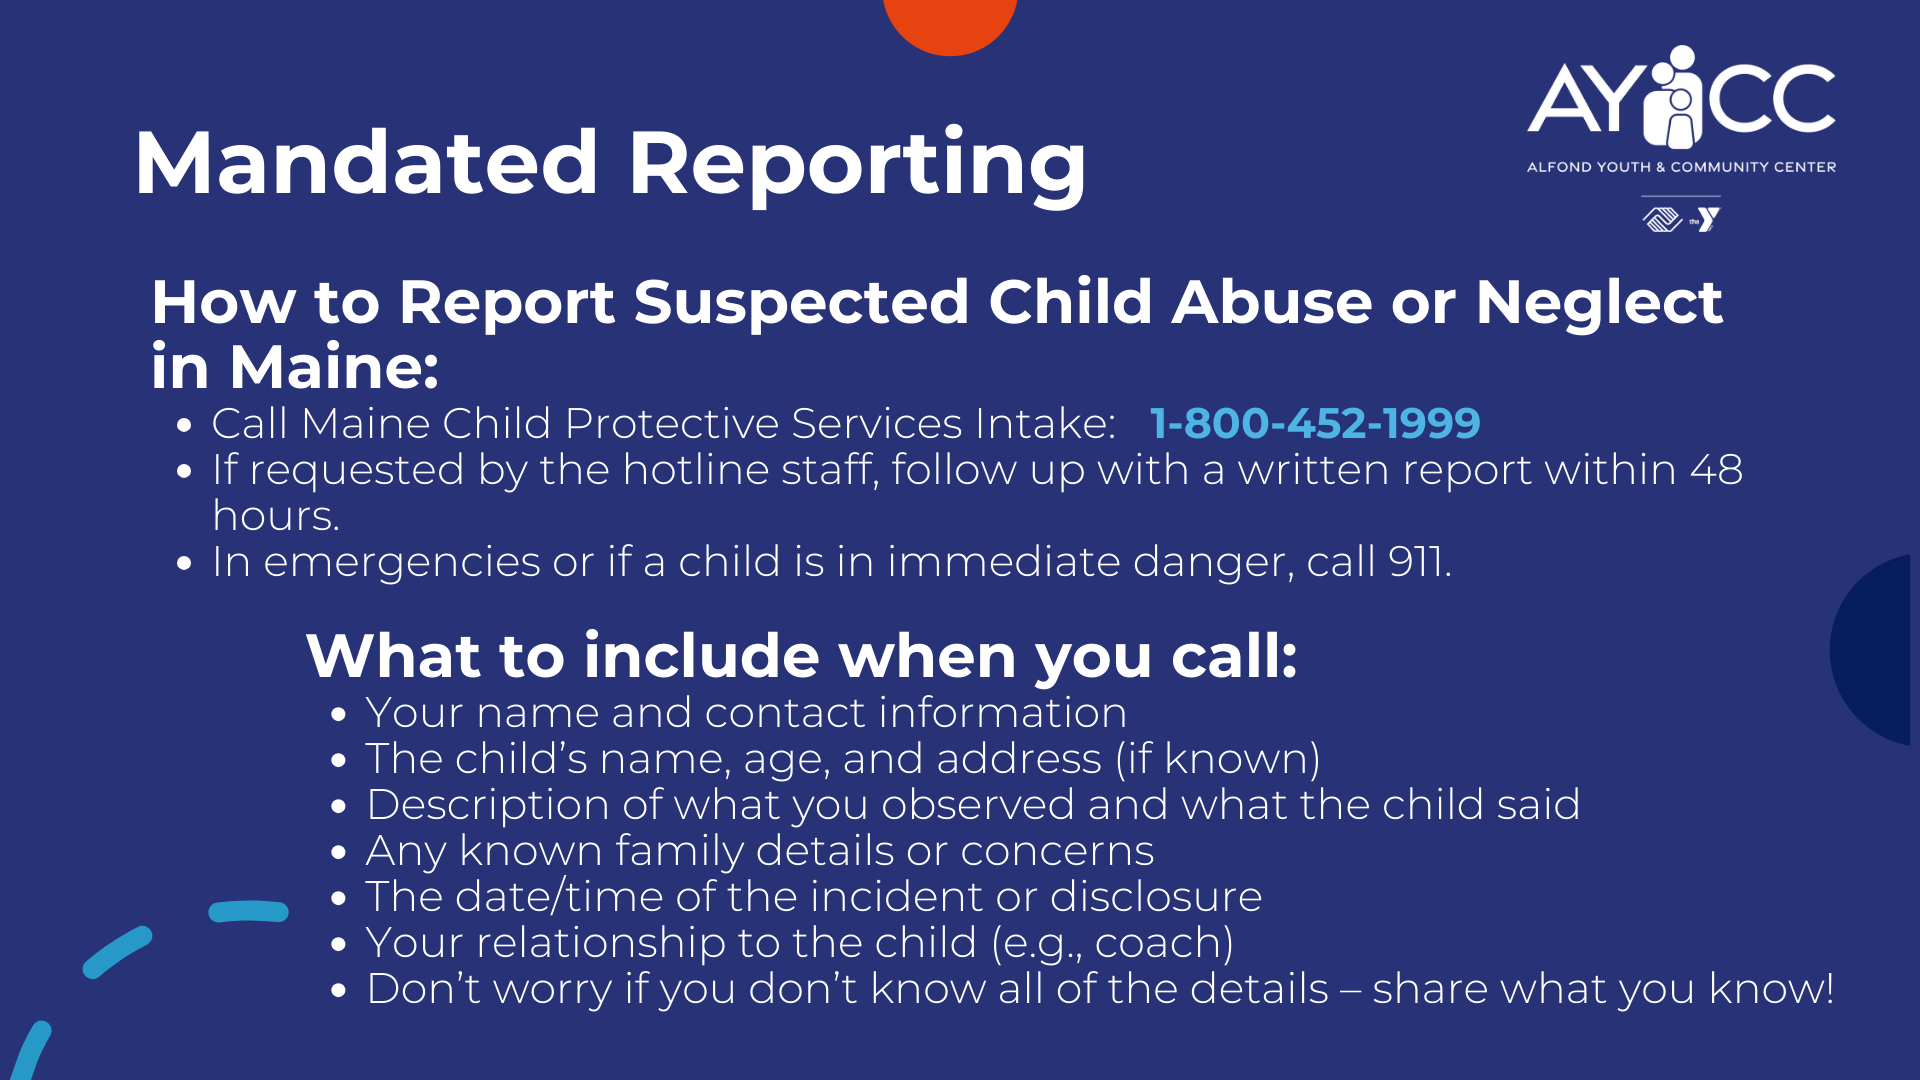 AYCC
ALFOND YOUTH & COMMUNITY CENTER
the Y
Mandated Reporting
How to Report Suspected Child Abuse or Neglect
in Maine:
• Call Maine Child Protective Services Intake: 1-800-452-1999
• If requested by the hotline staff, follow up with a written report within 48
hours.
• In emergencies or if a child is in immediate danger, call 911.
What to include when you call:
• Your name and contact information
• The child’s name, age, and address (if known)
• Description of what you observed and what the child said
• Any known family details or concerns
• The date/time of the incident or disclosure
• Your relationship to the child (e.g., coach)
• Don’t worry if you don’t know all of the details – share what you know!